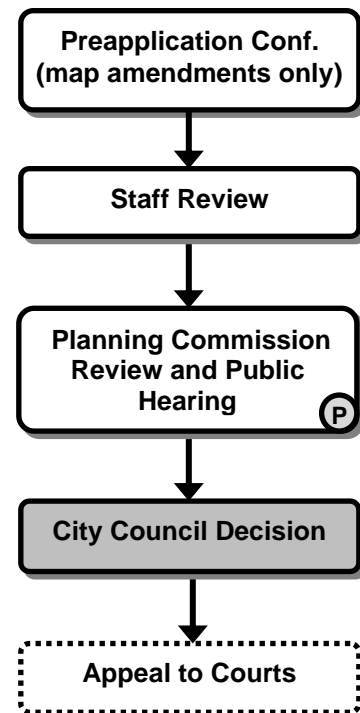 Preapplication Conf.
(map amendments only)
Staff Review
Planning Commission
Review and Public
Hearing
P
City Council Decision
Appeal to Courts